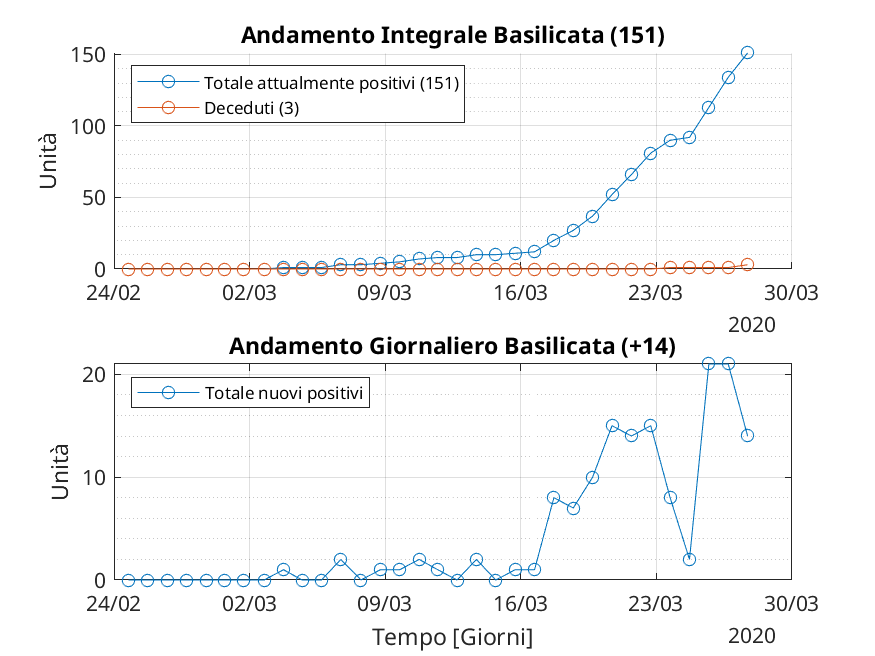 Andamento Integrale Basilicata (151)
150
100
50
0
Unità
Totale attualmente positivi (151)
Deceduti (3)
24/02 02/03 09/03 16/03 23/03 30/03
2020
Andamento Giornaliero Basilicata (+14)
20
10
0
Unità
Totale nuovi positivi
24/02 02/03 09/03 16/03 23/03 30/03
Tempo [Giorni]
2020